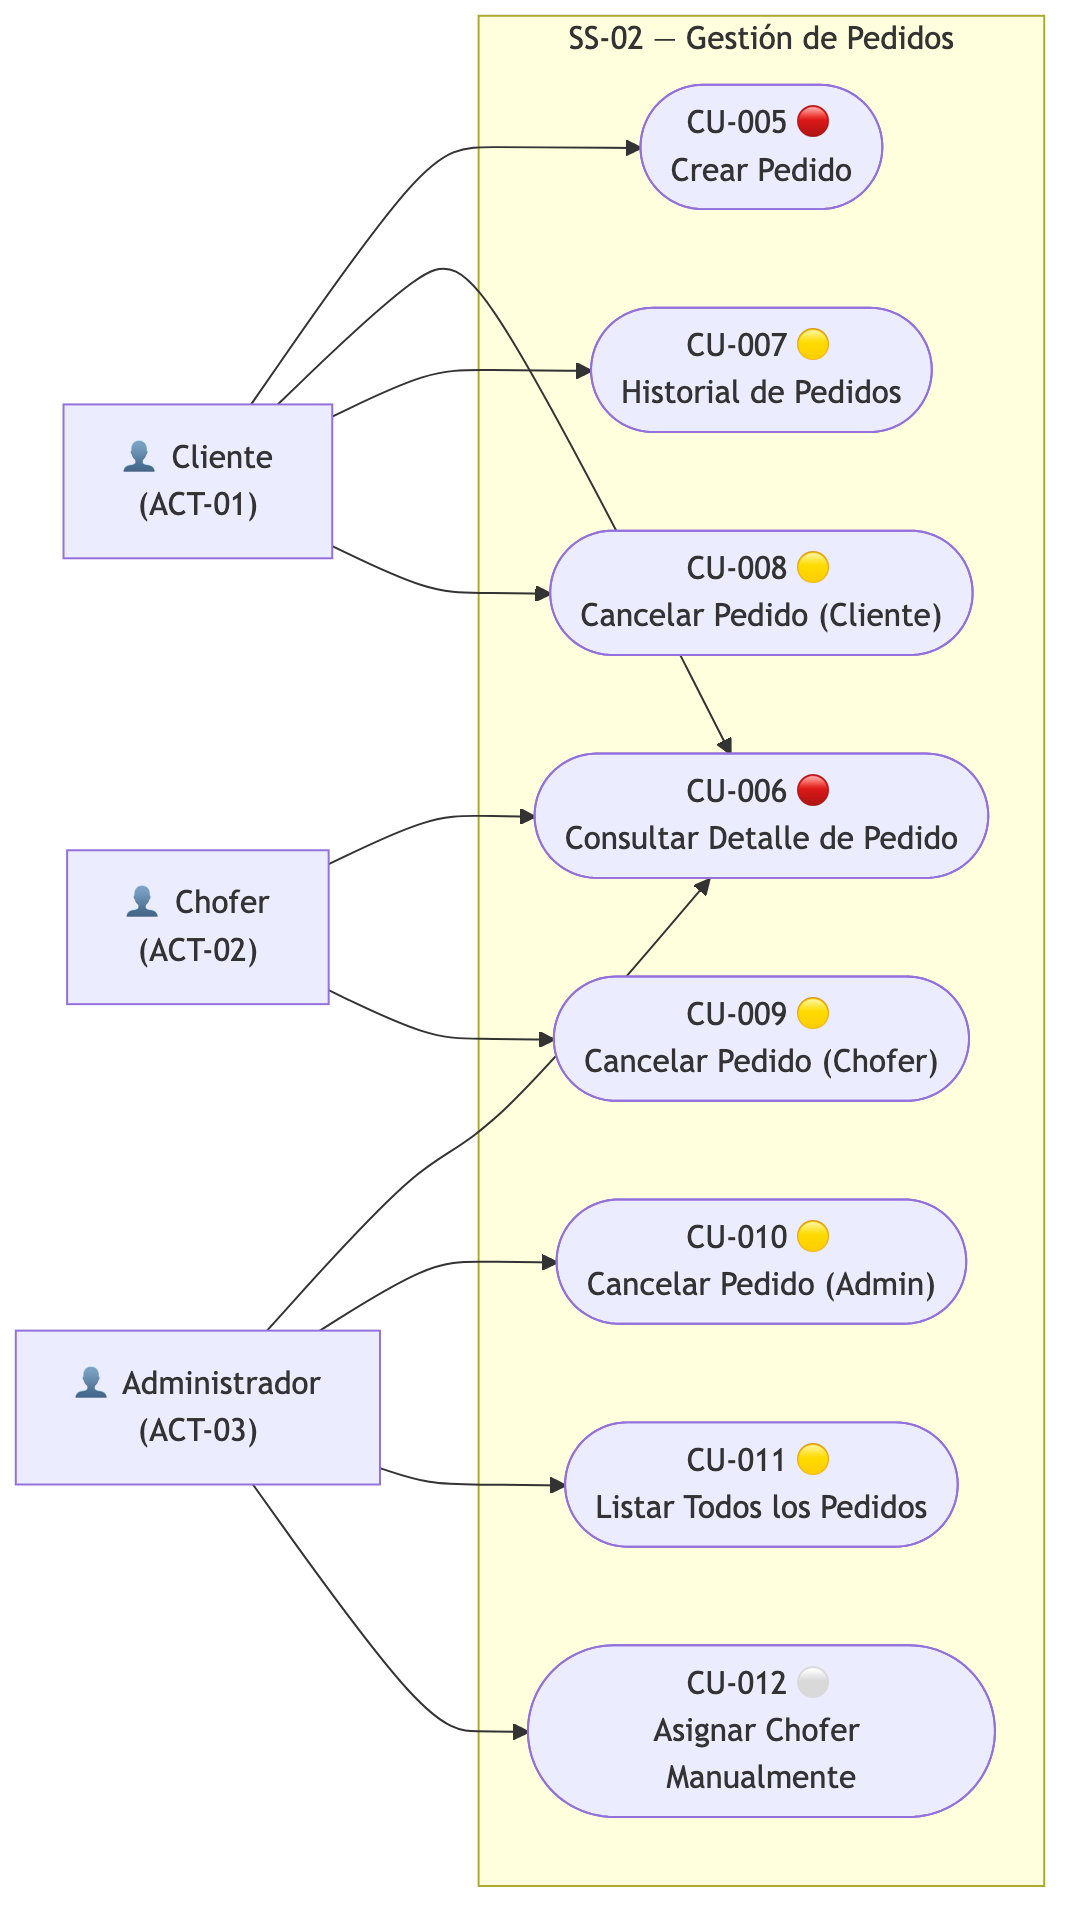 SS-02 — Gestión de Pedidos
CU-005 🔴
Crear Pedido
CU-007 🟡
Historial de Pedidos
👤 Cliente
(ACT-01)
CU-008 🟡
Cancelar Pedido (Cliente)
CU-006 🔴
Consultar Detalle de Pedido
👤 Chofer
(ACT-02)
CU-009 🟡
Cancelar Pedido (Chofer)
CU-010 🟡
Cancelar Pedido (Admin)
👤 Administrador
(ACT-03)
CU-011 🟡
Listar Todos los Pedidos
CU-012 ⚪
Asignar Chofer
Manualmente